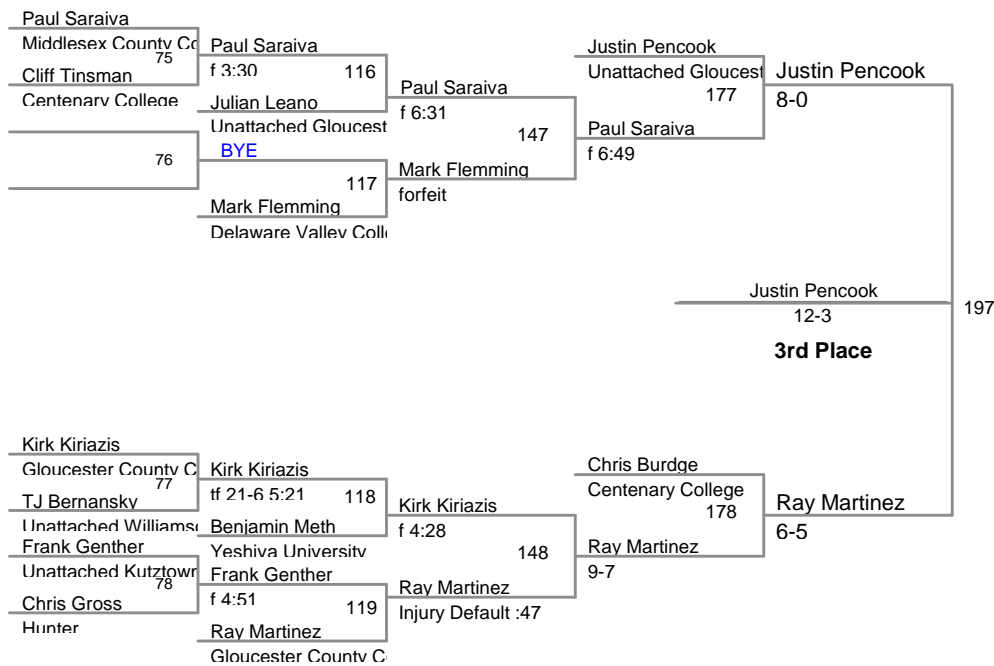 Paul Saraiva
Middlesex County Co
75
Cliff Tinsman
Centenary College
76
Paul Saraiva
f 3:30
116
Julian Leano
Unattached Gloucest
BYE
117
Mark Flemming
Delaware Valley Coll
Paul Saraiva
f 6:31
147
Mark Flemming
forfeit
Justin Pencook
Unattached Gloucest
177
Paul Saraiva
f 6:49
Justin Pencook
8-0
Justin Pencook
12-3
197
3rd Place
Kirk Kiriazis
Gloucester County C
77
TJ Bernansky
Unattached Williamso
Frank Genther
Unattached Kutztown
78
Chris Gross
Hunter
Kirk Kiriazis
tf 21-6 5:21
118
Benjamin Meth
Yeshiva University
Frank Genther
f 4:51
119
Ray Martinez
Gloucester County Co
Kirk Kiriazis
f 4:28
148
Ray Martinez
Injury Default :47
Chris Burdge
Centenary College
178
Ray Martinez
9-7
Ray Martinez
6-5